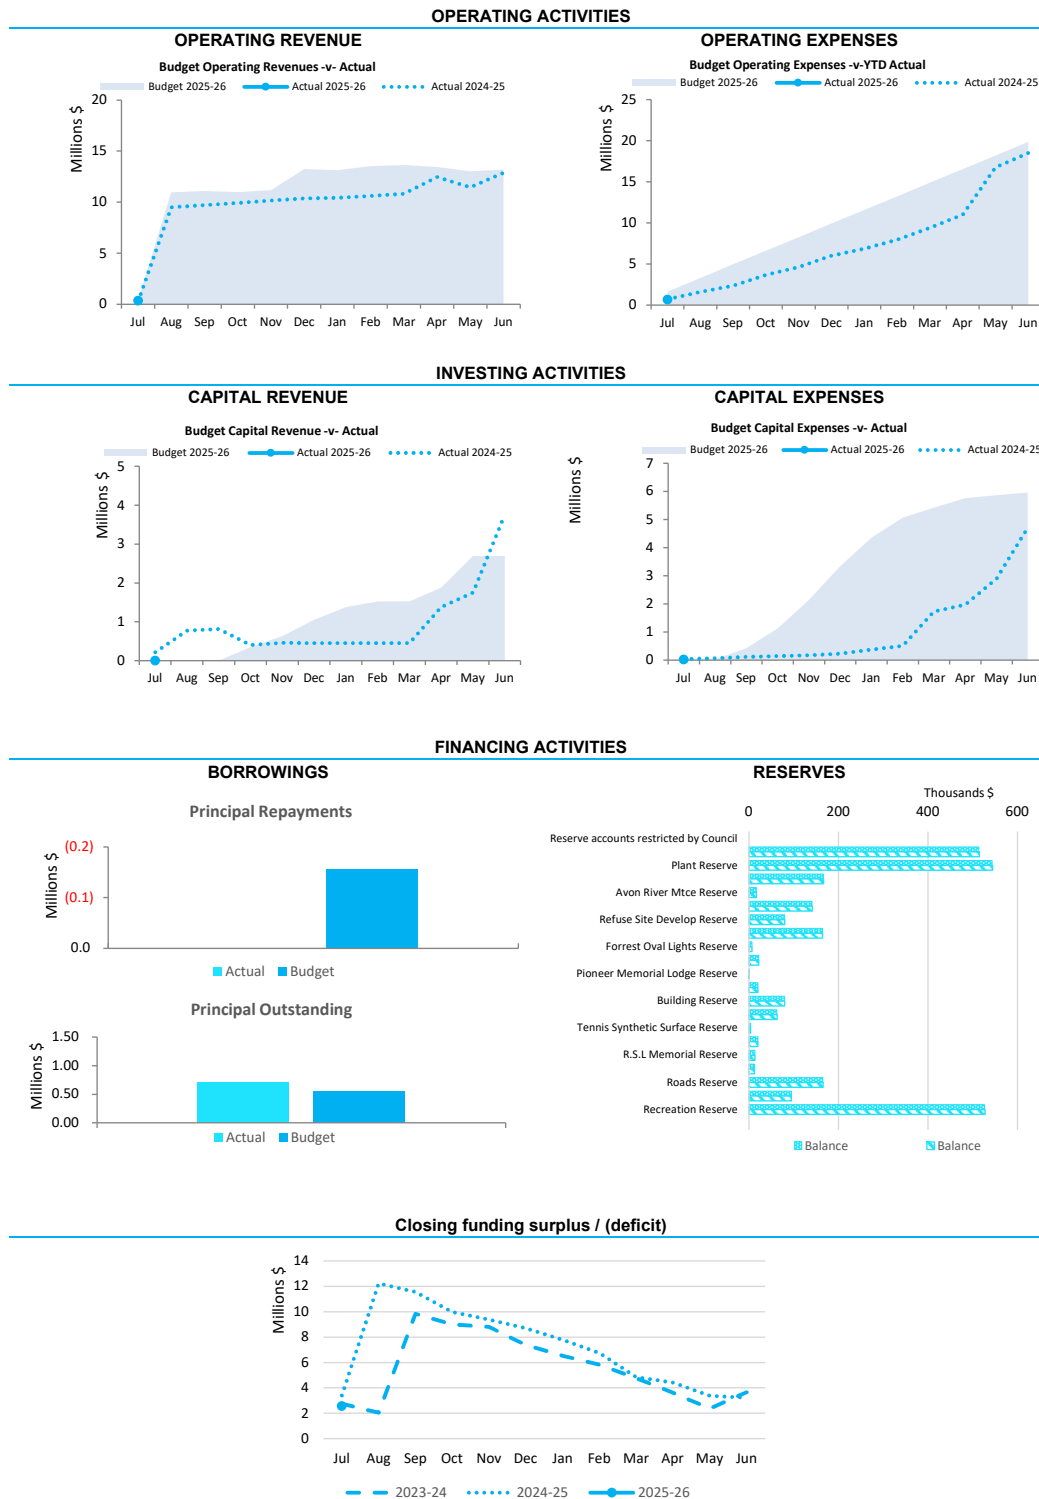 OPERATING ACTIVITIES
OPERATING REVENUE
Budget Operating Revenues -v- Actual
Budget 2025-26 Actual 2025-26 Actual 2024-25
Millions $
20
15
10
5
0
Jul Aug Sep Oct Nov Dec Jan Feb Mar Apr May Jun
OPERATING EXPENSES
Budget Operating Expenses -v-YTD Actual
Budget 2025-26 Actual 2025-26 Actual 2024-25
Millions $
25
20
15
10
5
0
Jul Aug Sep Oct Nov Dec Jan Feb Mar Apr May Jun
INVESTING ACTIVITIES
CAPITAL REVENUE
Budget Capital Revenue -v- Actual
Budget 2025-26 Actual 2025-26 Actual 2024-25
Millions $
5
4
3
2
1
0
Jul Aug Sep Oct Nov Dec Jan Feb Mar Apr May Jun
CAPITAL EXPENSES
Budget Capital Expenses -v- Actual
Budget 2025-26 Actual 2025-26 Actual 2024-25
Millions $
7
6
5
4
3
2
1
0
Jul Aug Sep Oct Nov Dec Jan Feb Mar Apr May Jun
FINANCING ACTIVITIES
BORROWINGS
Principal Repayments
Millions $
(0.2)
(0.1)
0.0
Actual Budget
Principal Outstanding
Millions $
1.50
1.00
0.50
0.00
Actual Budget
RESERVES
Thousands $
0 200 400 600
Reserve accounts restricted by Council
Plant Reserve
Avon River Mtce Reserve
Refuse Site Develop Reserve
Forrest Oval Lights Reserve
Pioneer Memorial Lodge Reserve
Building Reserve
Tennis Synthetic Surface Reserve
R.S.L Memorial Reserve
Roads Reserve
Recreation Reserve
Balance Balance
Closing funding surplus / (deficit)
Millions $
14
12
10
8
6
4
2
0
Jul Aug Sep Oct Nov Dec Jan Feb Mar Apr May Jun
2023-24 2024-25 2025-26